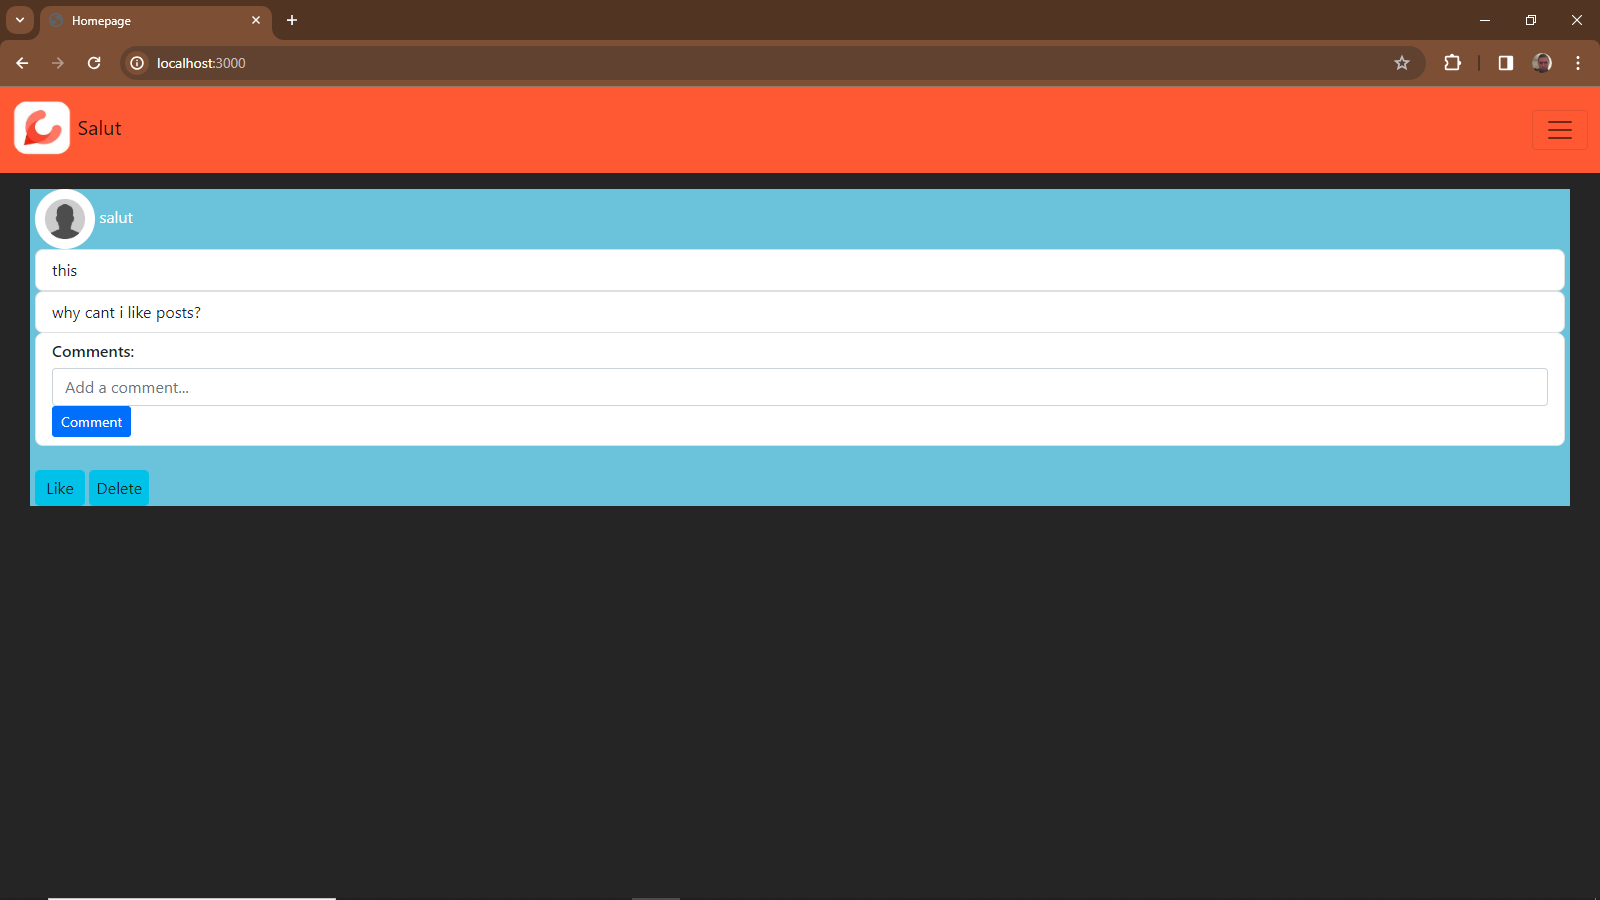 Homepage
localhost:3000
Salut
salut
this
why cant i like posts?
Comments:
Add a comment...
Comment
Like Delete